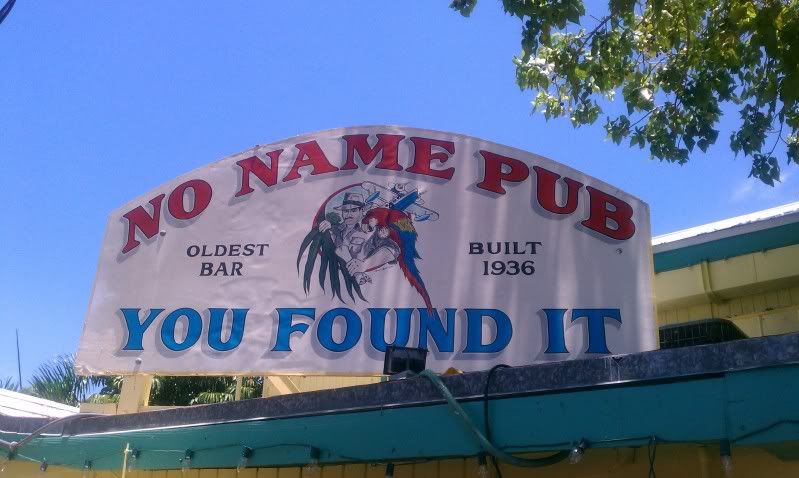 NO NAME PUB
OLDEST
BAR
BUILT
1936
YOU FOUND IT